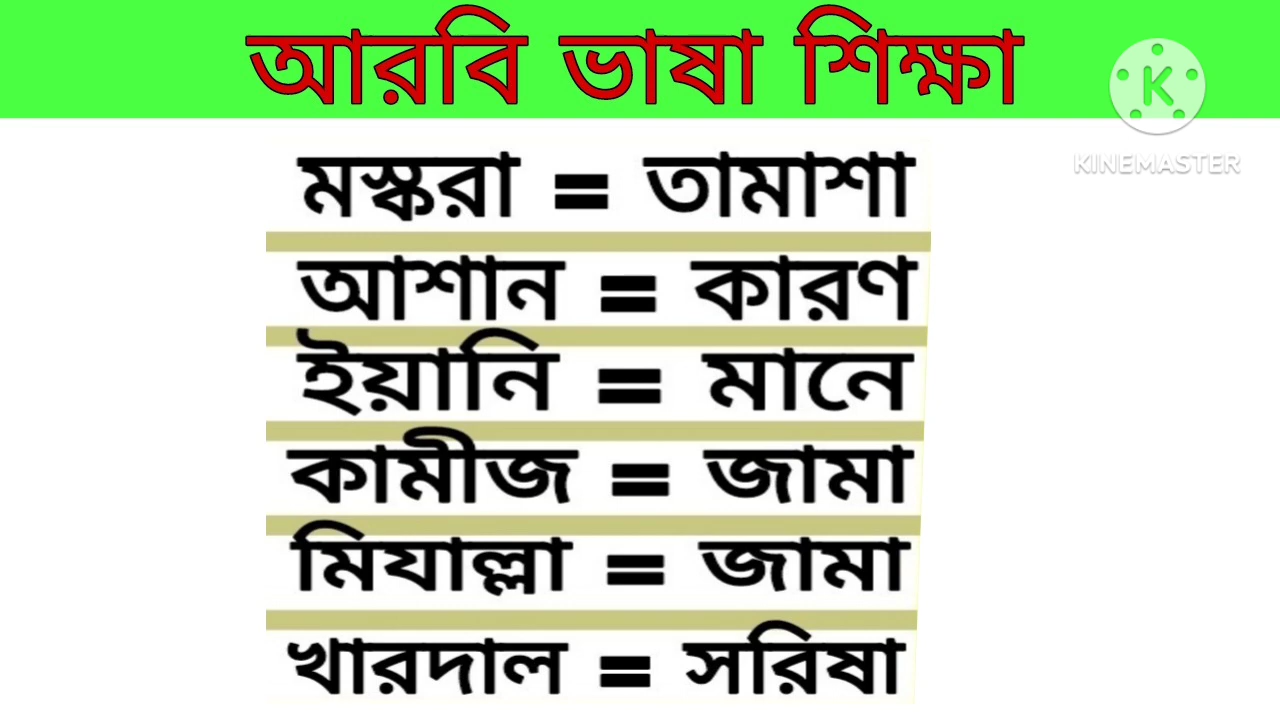 আরবি ভাষা শিক্ষা
K
KINEMASTER
মস্করা = তামাশা
আশান = কারণ
ইয়ানি = মানে
কামীজ = জামা
মিযাল্লা = জামা
খারদাল = সরিষা